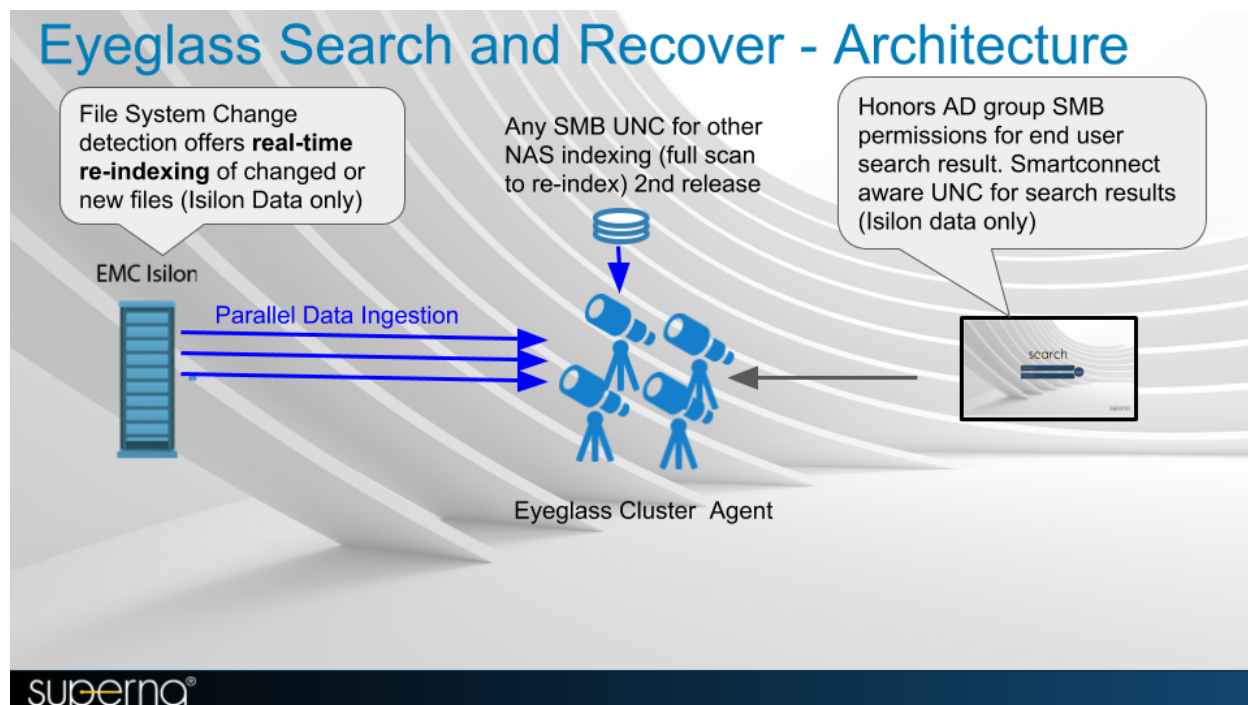 Eyeglass Search and Recover - Architecture
File System Change
detection offers real-time
re-indexing of changed or
new files (Isilon Data only)
Any SMB UNC for other
NAS indexing (full scan
to re-index) 2nd release
Honors AD group SMB
permissions for end user
search result. Smartconnect
aware UNC for search results
(Isilon data only)
EMC Isilon
Parallel Data Ingestion
search
superna
Eyeglass Cluster  Agent
superna®